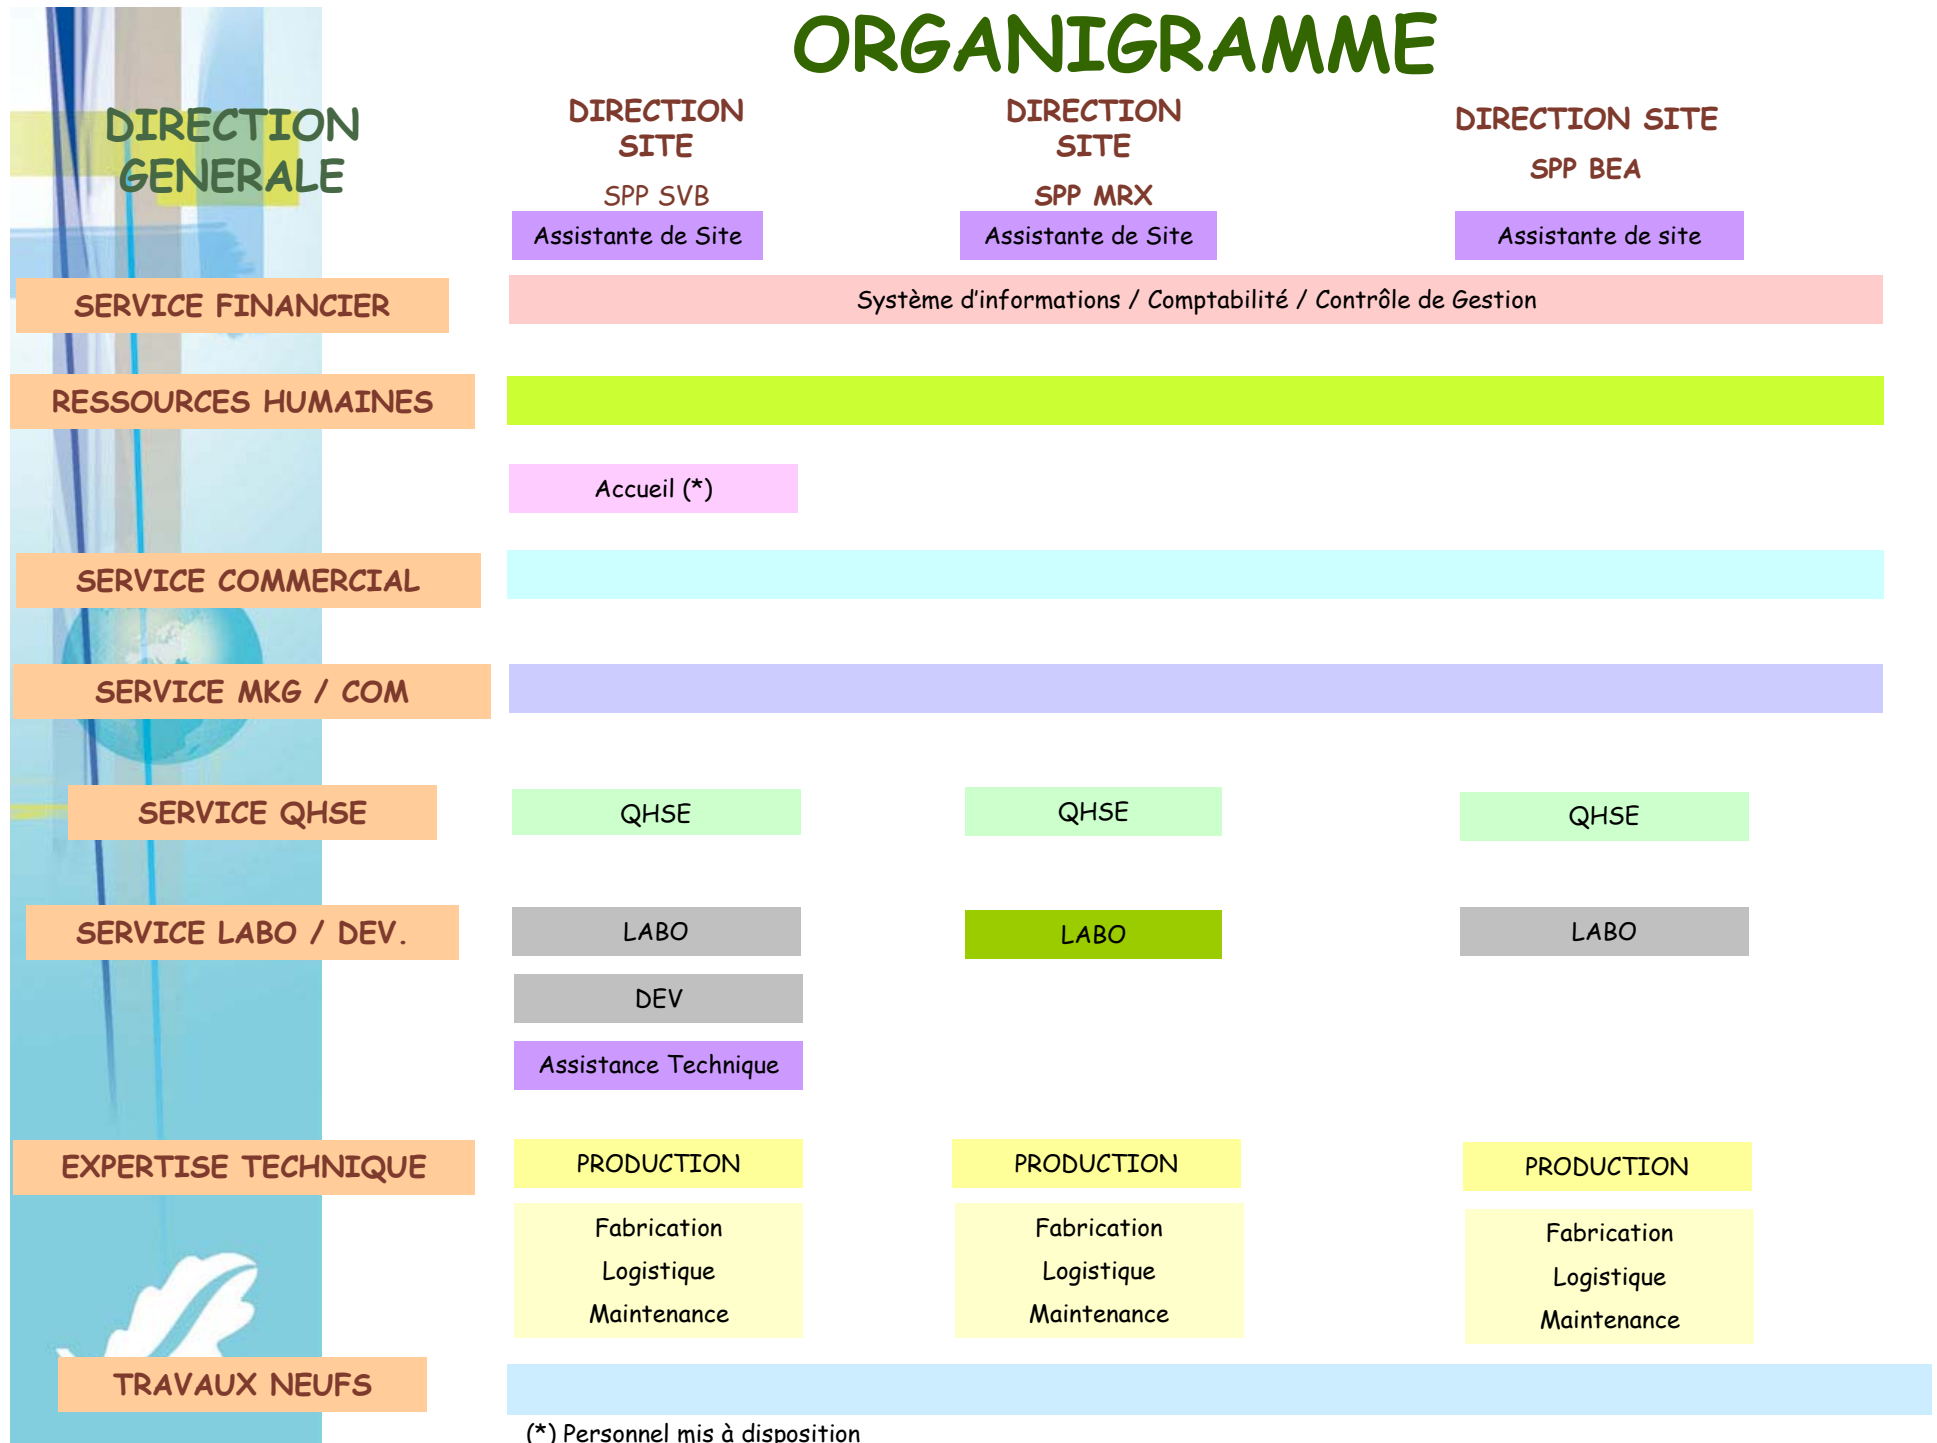 ORGANIGRAMME
DIRECTION
GENERALE
DIRECTION
SITE
SPP SVB
DIRECTION
SITE
SPP MRX
DIRECTION SITE
SPP BEA
Assistante de Site
Assistante de Site
Assistante de site
SERVICE FINANCIER
Système d'informations / Comptabilité / Contrôle de Gestion
RESSOURCES HUMAINES
Accueil (*)
SERVICE COMMERCIAL
SERVICE MKG / COM
SERVICE QHSE
QHSE
QHSE
QHSE
SERVICE LABO / DEV.
LABO
LABO
LABO
DEV
Assistance Technique
EXPERTISE TECHNIQUE
PRODUCTION
PRODUCTION
PRODUCTION
Fabrication
Logistique
Maintenance
Fabrication
Logistique
Maintenance
Fabrication
Logistique
Maintenance
TRAVAUX NEUFS
(*) Personnel mis à disposition